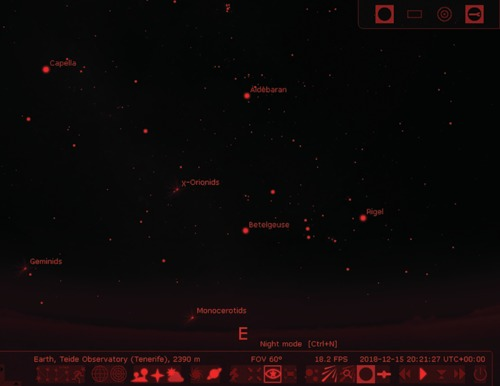 Capella
Aldebaran
χ-Orionids
Rigel
Betelgeuse
Geminids
Monocerotids
E
Night mode [Ctrl+N]
Earth, Teide Observatory (Tenerife), 2390 m FOV 60° 18.2 FPS 2018-12-15 20:21:27 UTC+00:00